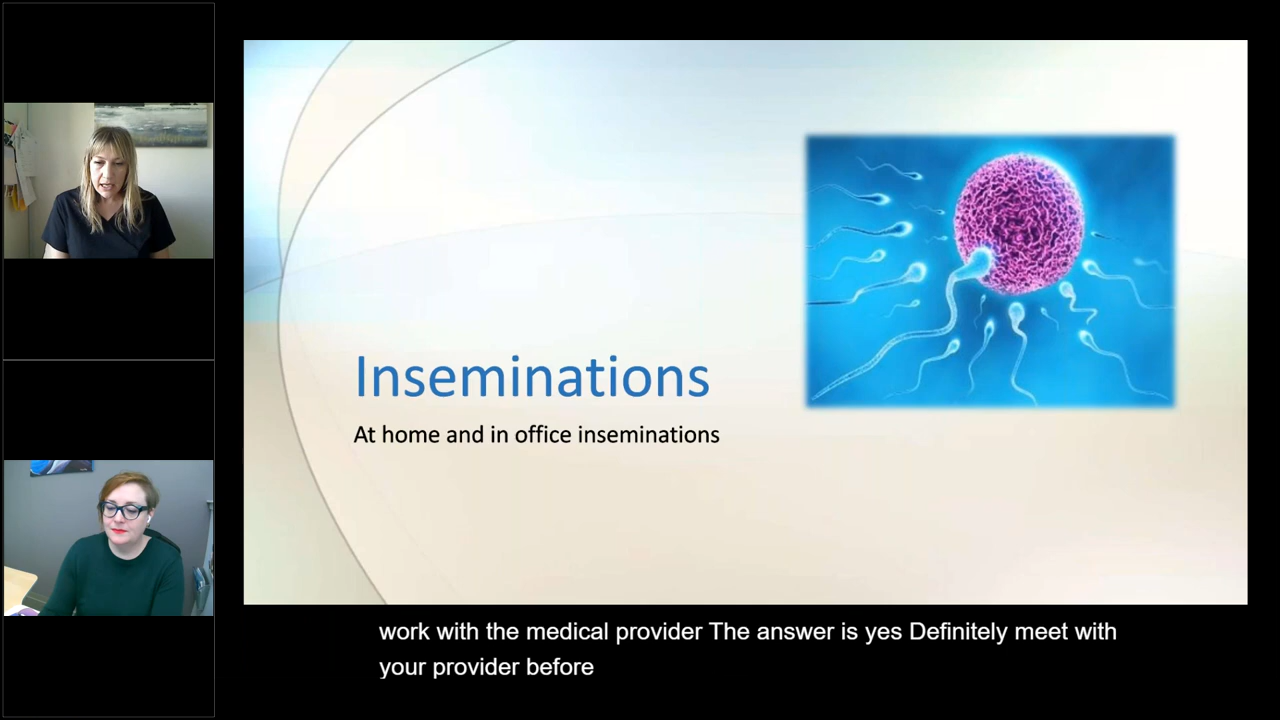 Inseminations
At home and in office inseminations
work with the medical provider The answer is yes Definitely meet with
your provider before